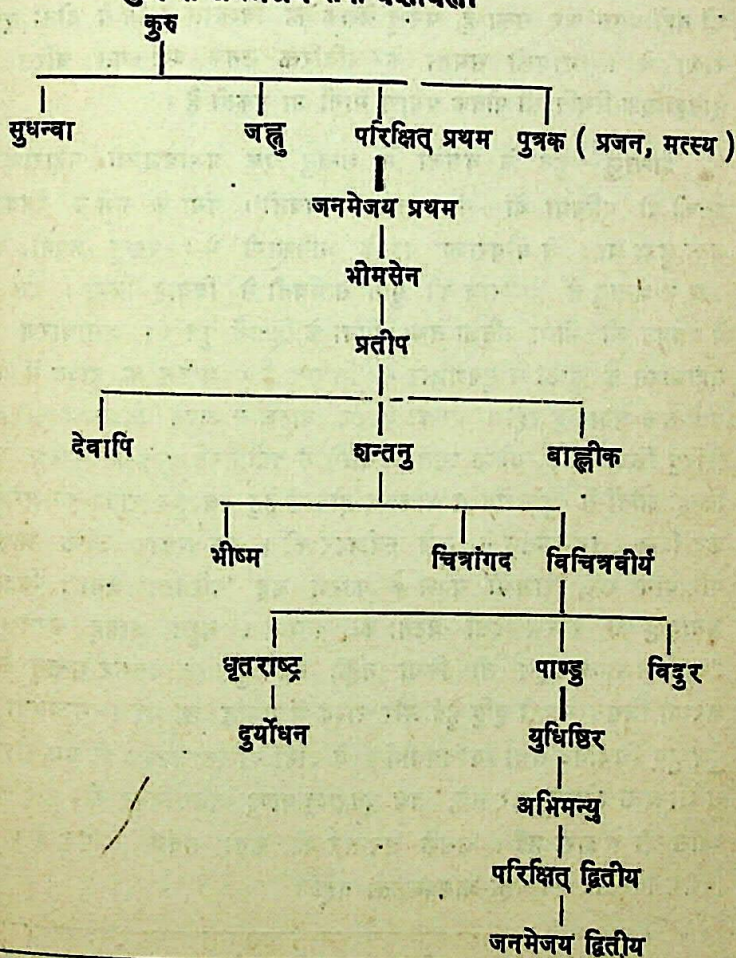 कुरु
सुधन्वा जह्नु परिक्षित् प्रथम पुत्रक ( प्रजन, मत्स्य )
जनमेजय प्रथम
भीमसेन
प्रतीप
देवापि शन्तनु बाह्लीक
भीष्म चित्रांगद विचित्रवीर्य
धृतराष्ट्र पाण्डु विदुर
दुर्योधन युधिष्ठिर
अभिमन्यु
परिक्षित् द्वितीय
जनमेजय द्वितीय